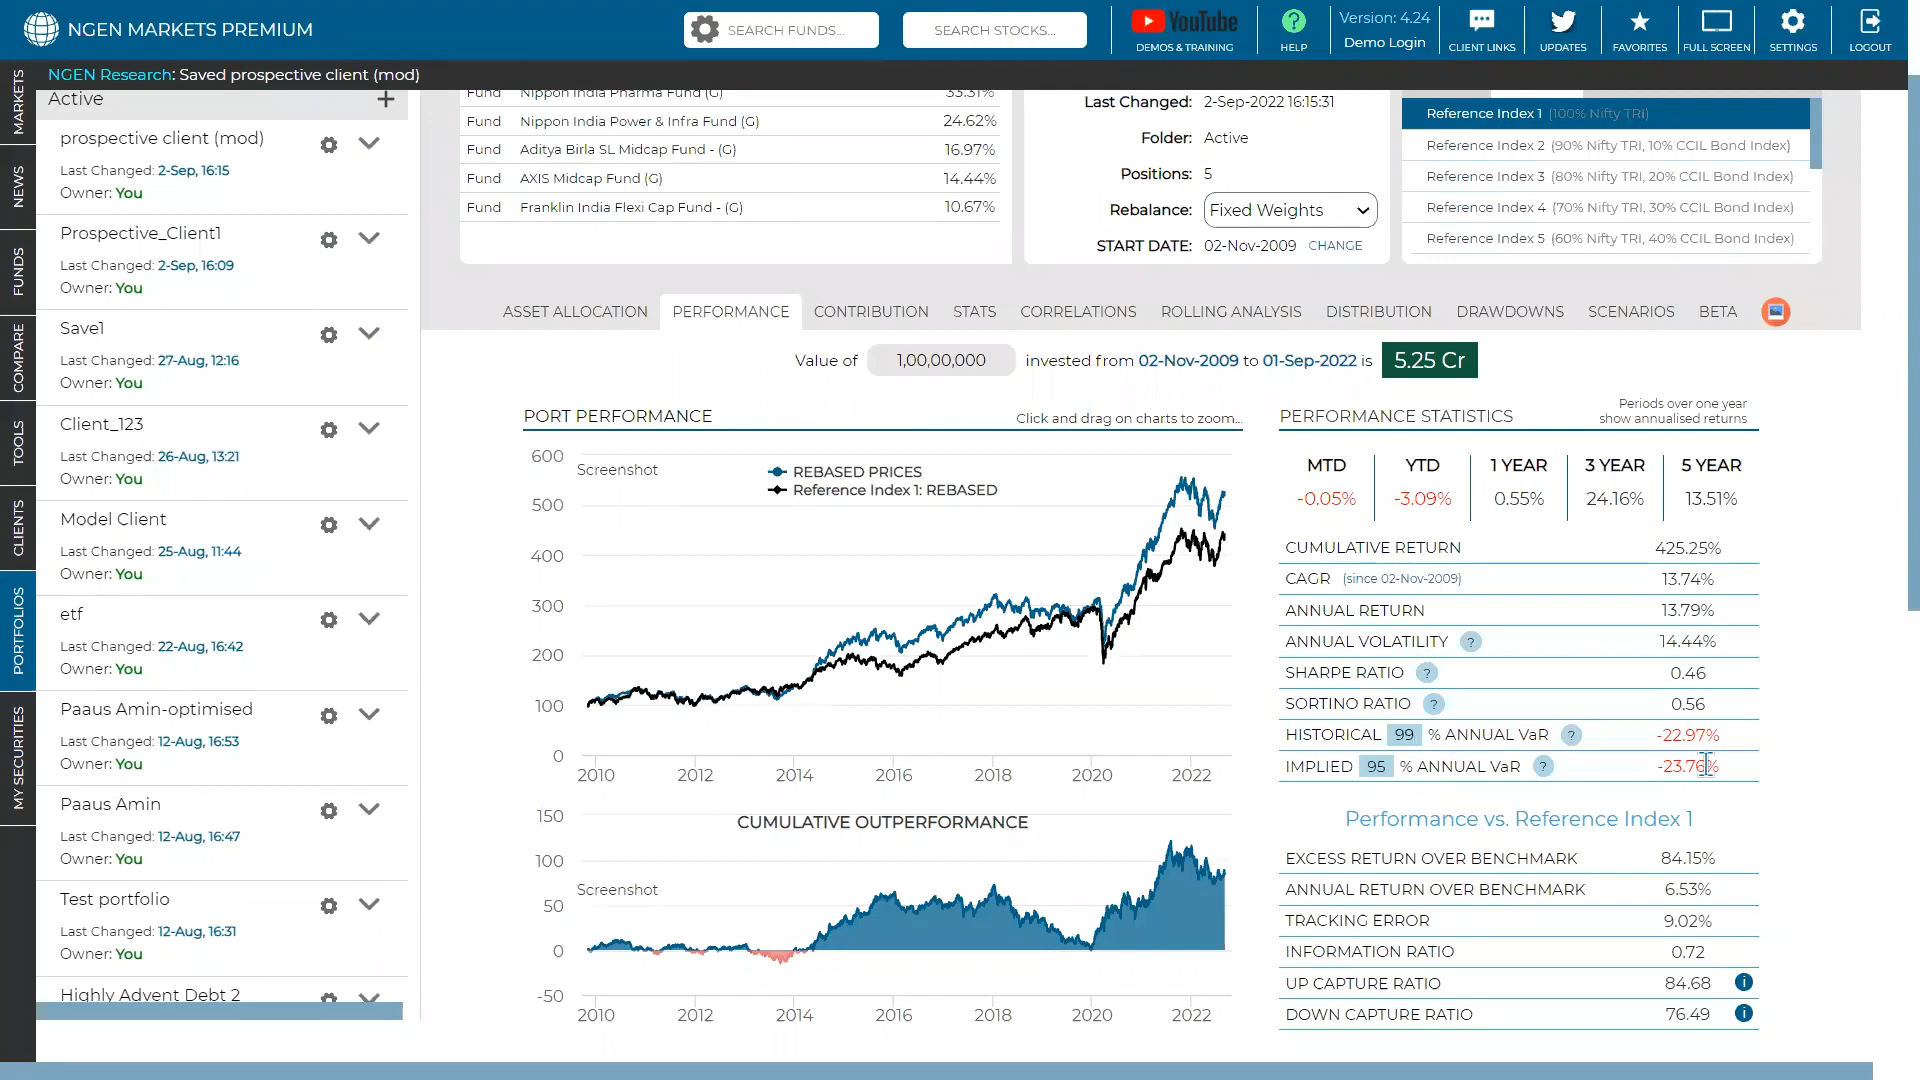 NGEN MARKETS PREMIUM
SEARCH FUNDS...
SEARCH STOCKS...
YouTube
DEMOS & TRAINING
HELP
Version: 4.24
Demo Login
CLIENT LINKS
UPDATES
FAVORITES
FULL SCREEN
SETTINGS
LOGOUT
NGEN Research: Saved prospective client (mod)
MARKETS
NEWS
FUNDS
COMPARE
TOOLS
CLIENTS
PORTFOLIOS
MY SECURITIES
Active
prospective client (mod)
Last Changed: 2-Sep, 16:15
Owner: You
Prospective_Client1
Last Changed: 2-Sep, 16:09
Owner: You
Save1
Last Changed: 27-Aug, 12:16
Owner: You
Client_123
Last Changed: 26-Aug, 13:21
Owner: You
Model Client
Last Changed: 25-Aug, 11:44
Owner: You
etf
Last Changed: 22-Aug, 16:42
Owner: You
Paaus Amin-optimised
Last Changed: 12-Aug, 16:53
Owner: You
Paaus Amin
Last Changed: 12-Aug, 16:47
Owner: You
Test portfolio
Last Changed: 12-Aug, 16:31
Owner: You
Highly Advent Debt 2
Fund Nippon India Pharma Fund (G) 33.31%
Fund Nippon India Power & Infra Fund (G) 24.62%
Fund Aditya Birla SL Midcap Fund - (G) 16.97%
Fund AXIS Midcap Fund (G) 14.44%
Fund Franklin India Flexi Cap Fund - (G) 10.67%
Last Changed: 2-Sep-2022 16:15:31
Folder: Active
Positions: 5
Rebalance: Fixed Weights
START DATE: 02-Nov-2009 CHANGE
Reference Index 1 (100% Nifty TRI)
Reference Index 2 (90% Nifty TRI, 10% CCIL Bond Index)
Reference Index 3 (80% Nifty TRI, 20% CCIL Bond Index)
Reference Index 4 (70% Nifty TRI, 30% CCIL Bond Index)
Reference Index 5 (60% Nifty TRI, 40% CCIL Bond Index)
ASSET ALLOCATION PERFORMANCE CONTRIBUTION STATS CORRELATIONS ROLLING ANALYSIS DISTRIBUTION DRAWDOWNS SCENARIOS BETA
Value of 1,00,00,000 invested from 02-Nov-2009 to 01-Sep-2022 is 5.25 Cr
PORT PERFORMANCE
Click and drag on charts to zoom...
Screenshot
REBASED PRICES
Reference Index 1: REBASED
600
500
400
300
200
100
0
2010 2012 2014 2016 2018 2020 2022
CUMULATIVE OUTPERFORMANCE
Screenshot
150
100
50
0
-50
2010 2012 2014 2016 2018 2020 2022
PERFORMANCE STATISTICS
Periods over one year
show annualised returns
MTD YTD 1 YEAR 3 YEAR 5 YEAR
-0.05% -3.09% 0.55% 24.16% 13.51%
CUMULATIVE RETURN 425.25%
CAGR (since 02-Nov-2009) 13.74%
ANNUAL RETURN 13.79%
ANNUAL VOLATILITY ? 14.44%
SHARPE RATIO ? 0.46
SORTINO RATIO ? 0.56
HISTORICAL 99 % ANNUAL VaR ? -22.97%
IMPLIED 95 % ANNUAL VaR ? -23.76%
Performance vs. Reference Index 1
EXCESS RETURN OVER BENCHMARK 84.15%
ANNUAL RETURN OVER BENCHMARK 6.53%
TRACKING ERROR 9.02%
INFORMATION RATIO 0.72
UP CAPTURE RATIO 84.68 i
DOWN CAPTURE RATIO 76.49 i